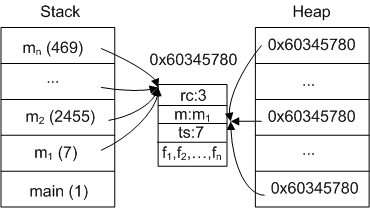 Stack
Heap
mn (469)
...
m2 (2455)
m1 (7)
main (1)
0x60345780
rc:3
m:m1
ts:7
f1,f2,...,fn
0x60345780
...
0x60345780
...
0x60345780